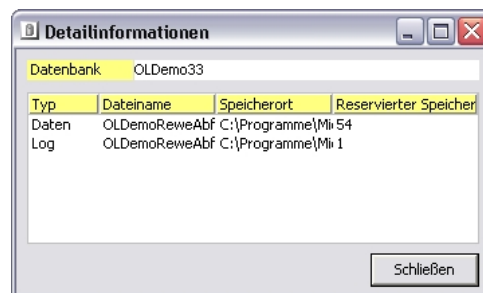 Detailinformationen
Datenbank OLDemo33
Typ Dateiname Speicherort Reservierter Speicher
Daten OLDemoReweAbf C:\Programme\Mi 54
Log OLDemoReweAbf C:\Programme\Mi 1
Schließen